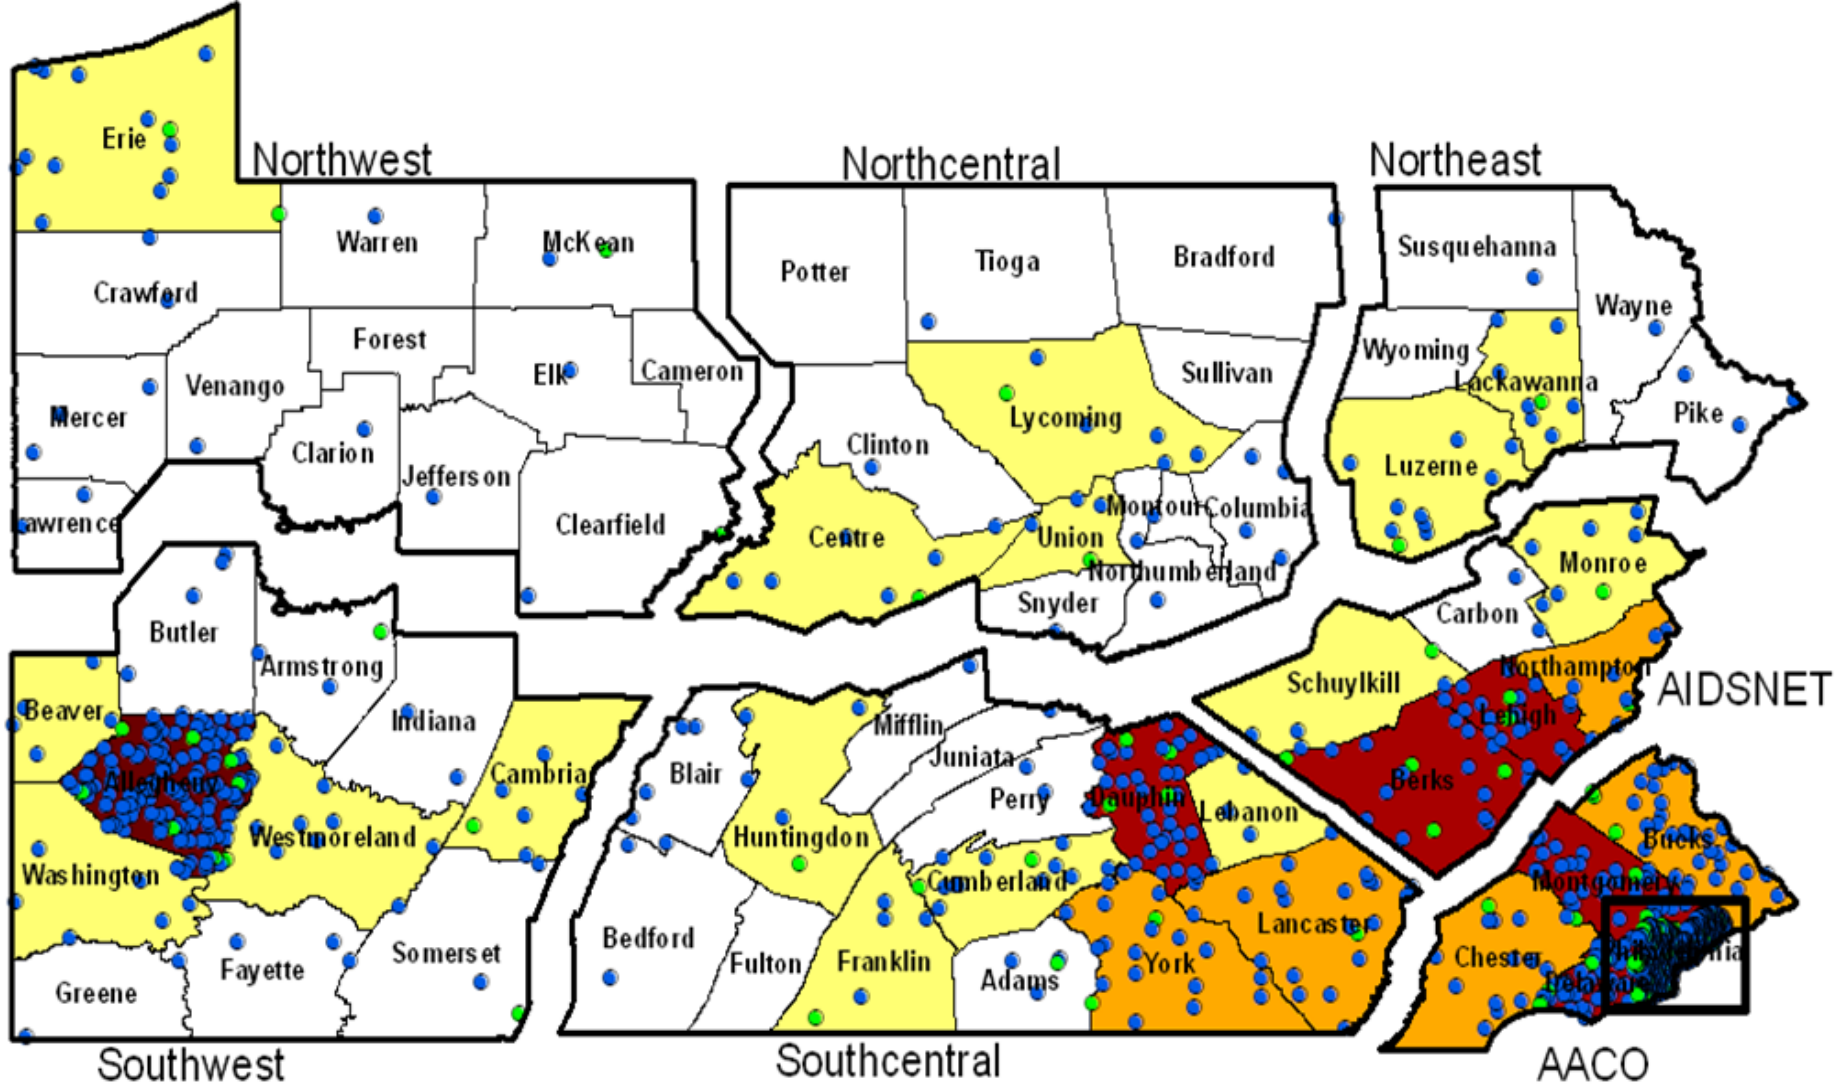 Northwest
Northcentral
Northeast
Erie
Warren
McKean
Crawford
Forest
Venango
Elk
Cameron
Mercer
Clarion
Jefferson
Clearfield
Lawrence
Potter
Tioga
Bradford
Sullivan
Lycoming
Clinton
Centre
Union
Montour
Columbia
Northumberland
Snyder
Susquehanna
Wayne
Wyoming
Lackawanna
Pike
Luzerne
Monroe
Carbon
Schuylkill
Northampton
Lehigh
Berks
AIDSNET
Butler
Armstrong
Beaver
Indiana
Allegheny
Cambria
Westmoreland
Washington
Greene
Fayette
Somerset
Southwest
Mifflin
Juniata
Blair
Perry
Dauphin
Lebanon
Huntingdon
Cumberland
Bedford
Fulton
Franklin
Adams
York
Lancaster
Southcentral
Bucks
Montgomery
Chester
Philadelphia
Delaware
AACO